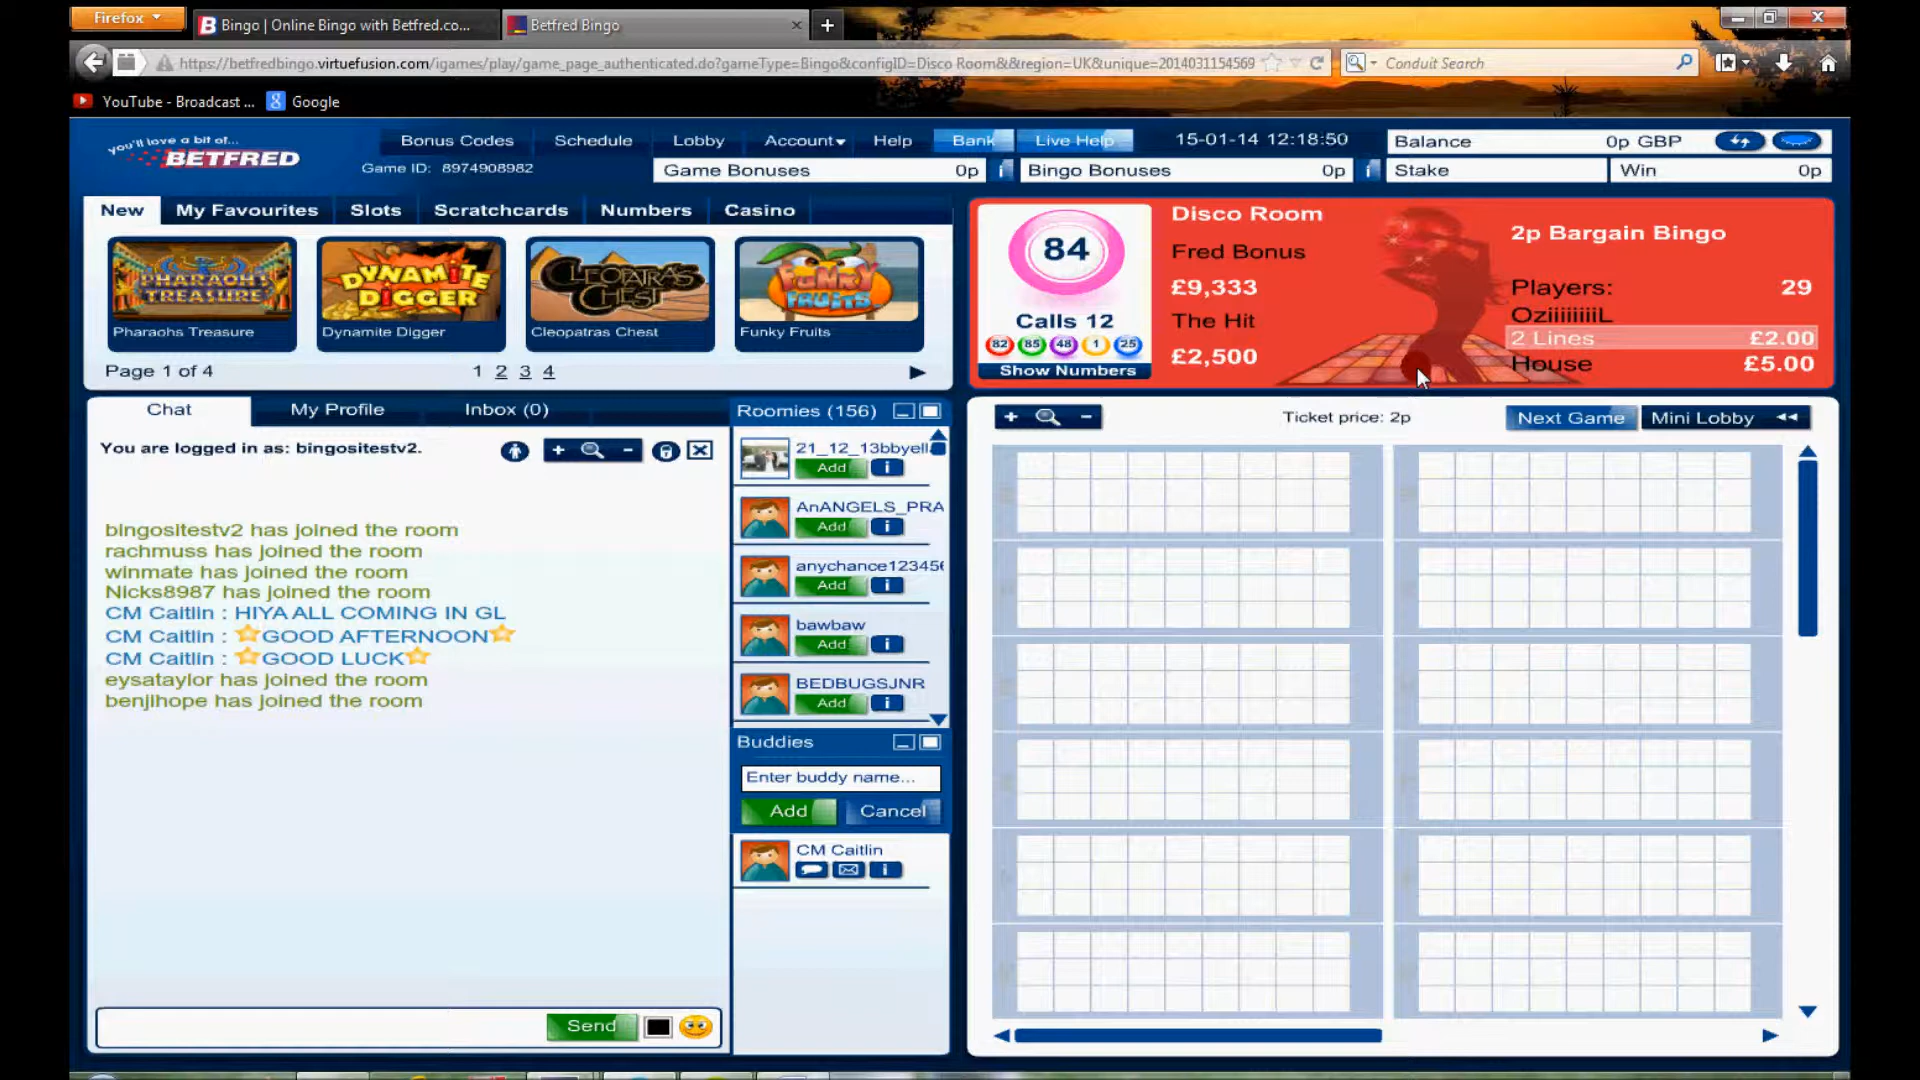 Firefox
Bingo | Online Bingo with Betfred.co...
Betfred Bingo
https://betfredbingo.virtuefusion.com/igames/play/game_page_authenticated.do?gameType=Bingo&configID=Disco Room&&region=UK&unique=2014031154569
Conduit Search
YouTube - Broadcast ...
Google
you'll love a bit of...
BETFRED
Bonus Codes
Schedule
Lobby
Account
Help
Bank
Live Help
15-01-14 12:18:50
Balance 0p GBP
Game ID: 8974908982
Game Bonuses 0p
i
Bingo Bonuses 0p
i
Stake
Win 0p
New
My Favourites
Slots
Scratchcards
Numbers
Casino
PHARAOHS TREASURE
Pharaohs Treasure
DYNAMITE DIGGER
Dynamite Digger
CLEOPATRA'S CHEST
Cleopatras Chest
FUNKY FRUITS
Funky Fruits
Page 1 of 4
1 2 3 4
84
Calls 12
82 85 48 1 25
Show Numbers
Disco Room
Fred Bonus
£9,333
The Hit
£2,500
2p Bargain Bingo
Players: 29
OziiiiiiiL
2 Lines £2.00
House £5.00
Chat
My Profile
Inbox (0)
You are logged in as: bingositestv2.
bingositestv2 has joined the room
rachmuss has joined the room
winmate has joined the room
Nicks8987 has joined the room
CM Caitlin : HIYA ALL COMING IN GL
CM Caitlin : GOOD AFTERNOON
CM Caitlin : GOOD LUCK
eysataylor has joined the room
benjihope has joined the room
Send
Roomies (156)
21_12_13bbyell
Add i
AnANGELS_PRA
Add i
anychance12345
Add i
bawbaw
Add i
BEDBUGSJNR
Add i
Buddies
Enter buddy name...
Add
Cancel
CM Caitlin
i
Ticket price: 2p
Next Game
Mini Lobby